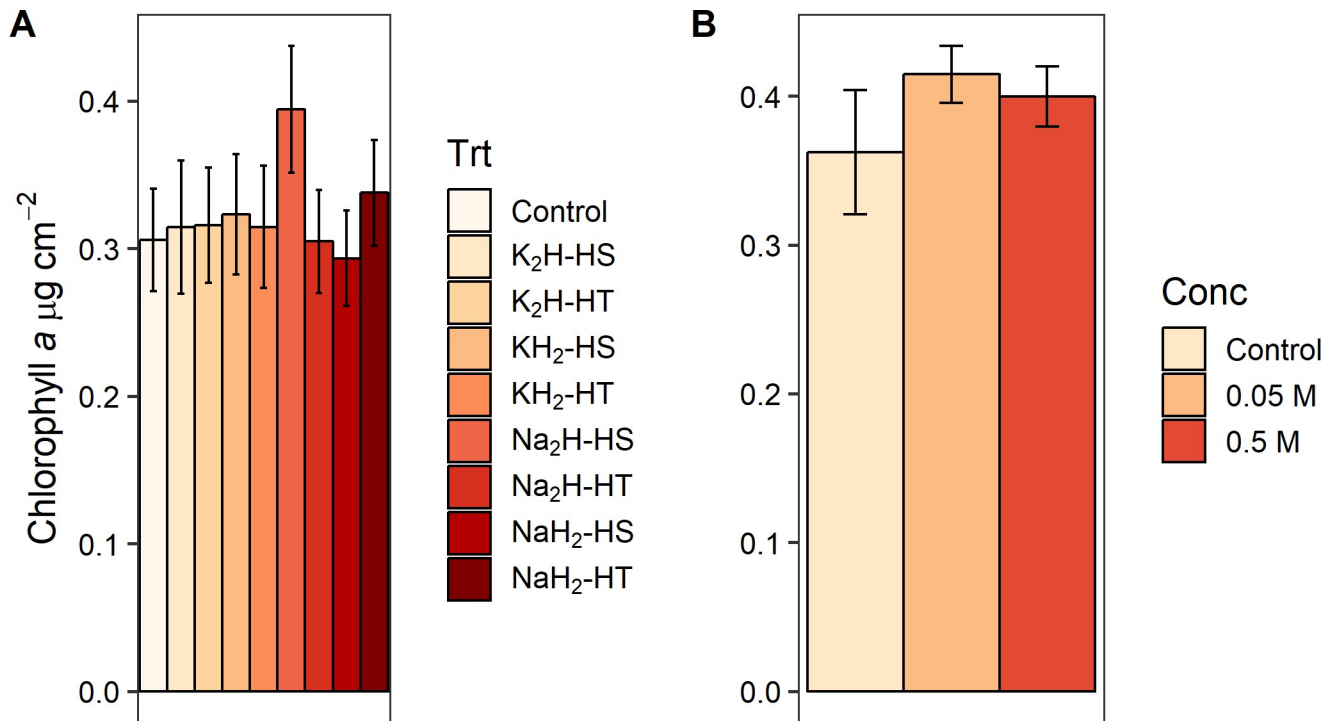 A
Chlorophyll a μg cm−2
0.4
0.3
0.2
0.1
0.0
Trt
Control
K2H-HS
K2H-HT
KH2-HS
KH2-HT
Na2H-HS
Na2H-HT
NaH2-HS
NaH2-HT
B
0.4
0.3
0.2
0.1
0.0
Conc
Control
0.05 M
0.5 M